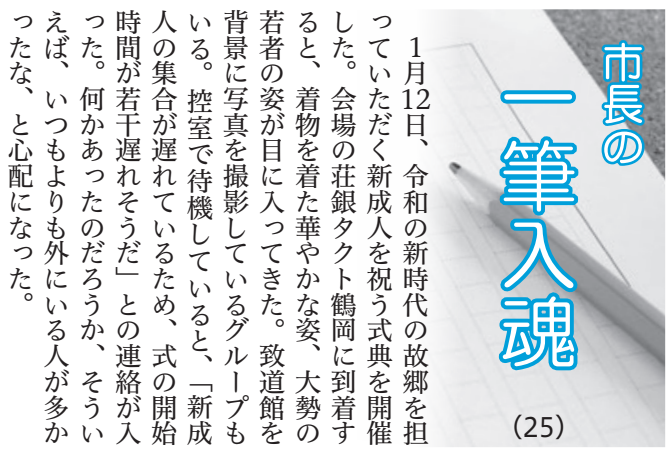 市長の
一筆入魂
（25）
　1月12日、令和の新時代の故郷を担
っていただく新成人を祝う式典を開催
した。会場の荘銀タクト鶴岡に到着す
ると、着物を着た華やかな姿、大勢の
若者の姿が目に入ってきた。致道館を
背景に写真を撮影しているグループも
いる。控室で待機していると、「新成
人の集合が遅れているため、式の開始
時間が若干遅れそうだ」との連絡が入
った。何かあったのだろうか、そうい
えば、いつもよりも外にいる人が多か
ったな、と心配になった。